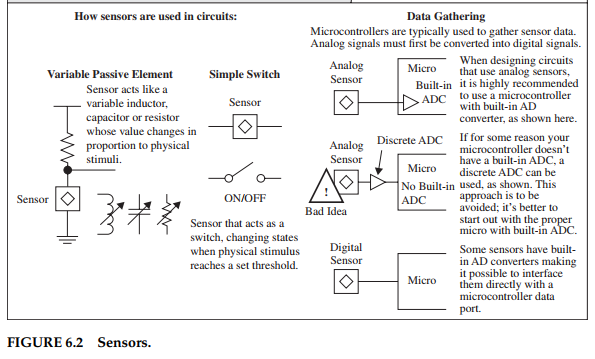 How sensors are used in circuits:
Variable Passive Element
Sensor acts like a
variable inductor,
capacitor or resistor
whose value changes in
proportion to physical
stimuli.
Sensor
Simple Switch
Sensor
ON/OFF
Sensor that acts as a
switch, changing states
when physical stimulus
reaches a set threshold.
Data Gathering
Microcontrollers are typically used to gather sensor data.
Analog signals must first be converted into digital signals.
Analog
Sensor
Micro
Built-in
ADC
When designing circuits
that use analog sensors,
it is highly recommended
to use a microcontroller
with built-in AD
converter, as shown here.
Analog
Sensor
Discrete ADC
!
Bad Idea
Micro
No Built-in
ADC
If for some reason your
microcontroller doesn't
have a built-in ADC, a
discrete ADC can be
used, as shown. This
approach is to be
avoided; it's better to
start out with the proper
micro with built-in ADC.
Digital
Sensor
Micro
Some sensors have built-
in AD converters making
it possible to interface
them directly with a
microcontroller data
port.
FIGURE 6.2 Sensors.